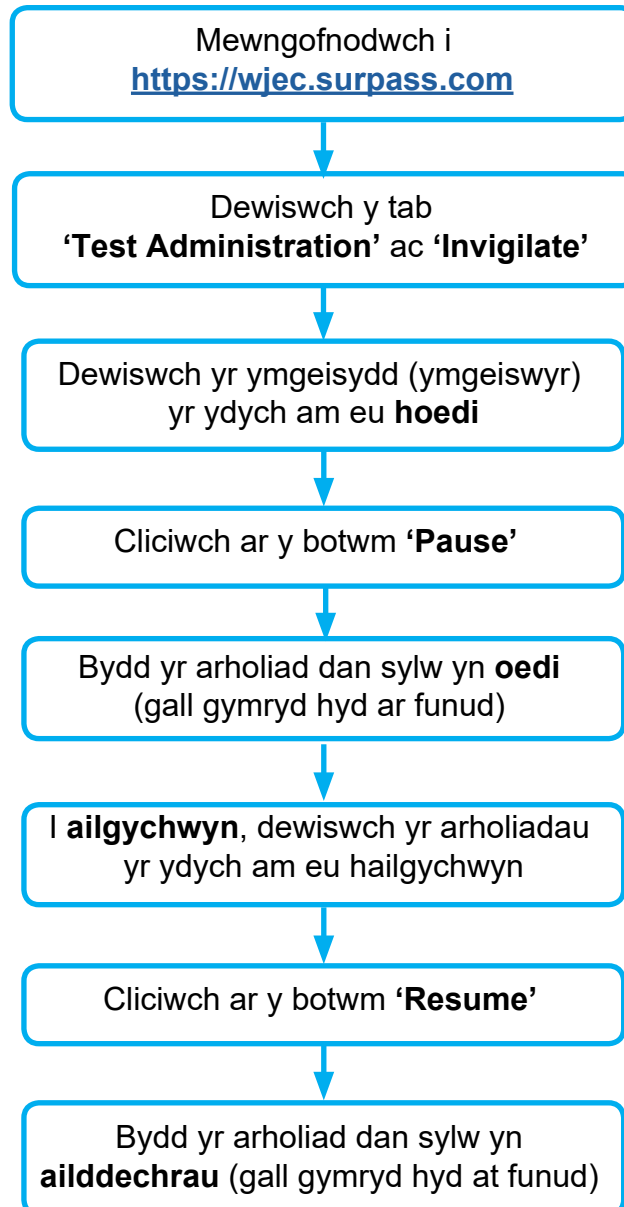 Mewngofnodwch i
https://wjec.surpass.com
Dewiswch y tab
‘Test Administration’ ac ‘Invigilate’
Dewiswch yr ymgeisydd (ymgeiswyr)
yr ydych am eu hoedi
Cliciwch ar y botwm ‘Pause’
Bydd yr arholiad dan sylw yn oedi
(gall gymryd hyd ar funud)
I ailgychwyn, dewiswch yr arholiadau
yr ydych am eu hailgychwyn
Cliciwch ar y botwm ‘Resume’
Bydd yr arholiad dan sylw yn
ailddechrau (gall gymryd hyd at funud)